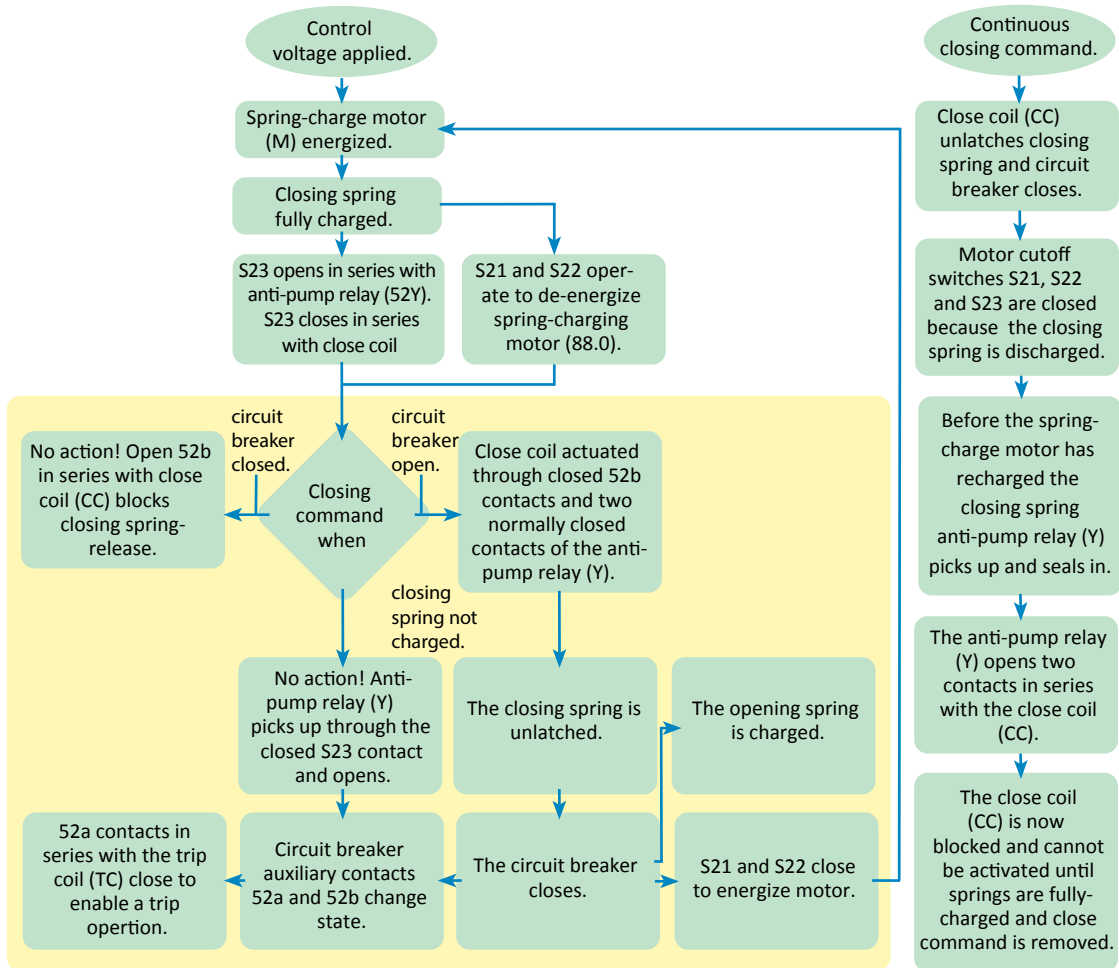 Control
voltage applied.
Spring-charge motor
(M) energized.
Closing spring
fully charged.
S23 opens in series with
anti-pump relay (52Y).
S23 closes in series
with close coil
S21 and S22 oper-
ate to de-energize
spring-charging
motor (88.0).
circuit
breaker
closed.
circuit
breaker
open.
No action! Open 52b
in series with close
coil (CC) blocks
closing spring-
release.
Closing
command
when
Close coil actuated
through closed 52b
contacts and two
normally closed
contacts of the anti-
pump relay (Y).
closing
spring not
charged.
No action! Anti-
pump relay (Y)
picks up through the
closed S23 contact
and opens.
The closing spring is
unlatched.
The opening spring
is charged.
52a contacts in
series with the trip
coil (TC) close to
enable a trip
opertion.
Circuit breaker
auxiliary contacts
52a and 52b change
state.
The circuit breaker
closes.
S21 and S22 close
to energize motor.
Continuous
closing command.
Close coil (CC)
unlatches closing
spring and circuit
breaker closes.
Motor cutoff
switches S21, S22
and S23 are closed
because the closing
spring is discharged.
Before the spring-
charge motor has
recharged the
closing spring
anti-pump relay (Y)
picks up and seals in.
The anti-pump relay
(Y) opens two
contacts in series
with the close coil
(CC).
The close coil
(CC) is now
blocked and cannot
be activated until
springs are fully-
charged and close
command is removed.